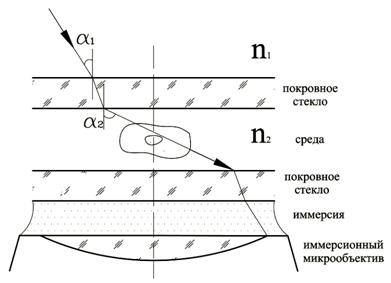 α₁
n₁
покровное
стекло
α₂
n₂
среда
покровное
стекло
иммерсия
иммерсионный
микрообъектив